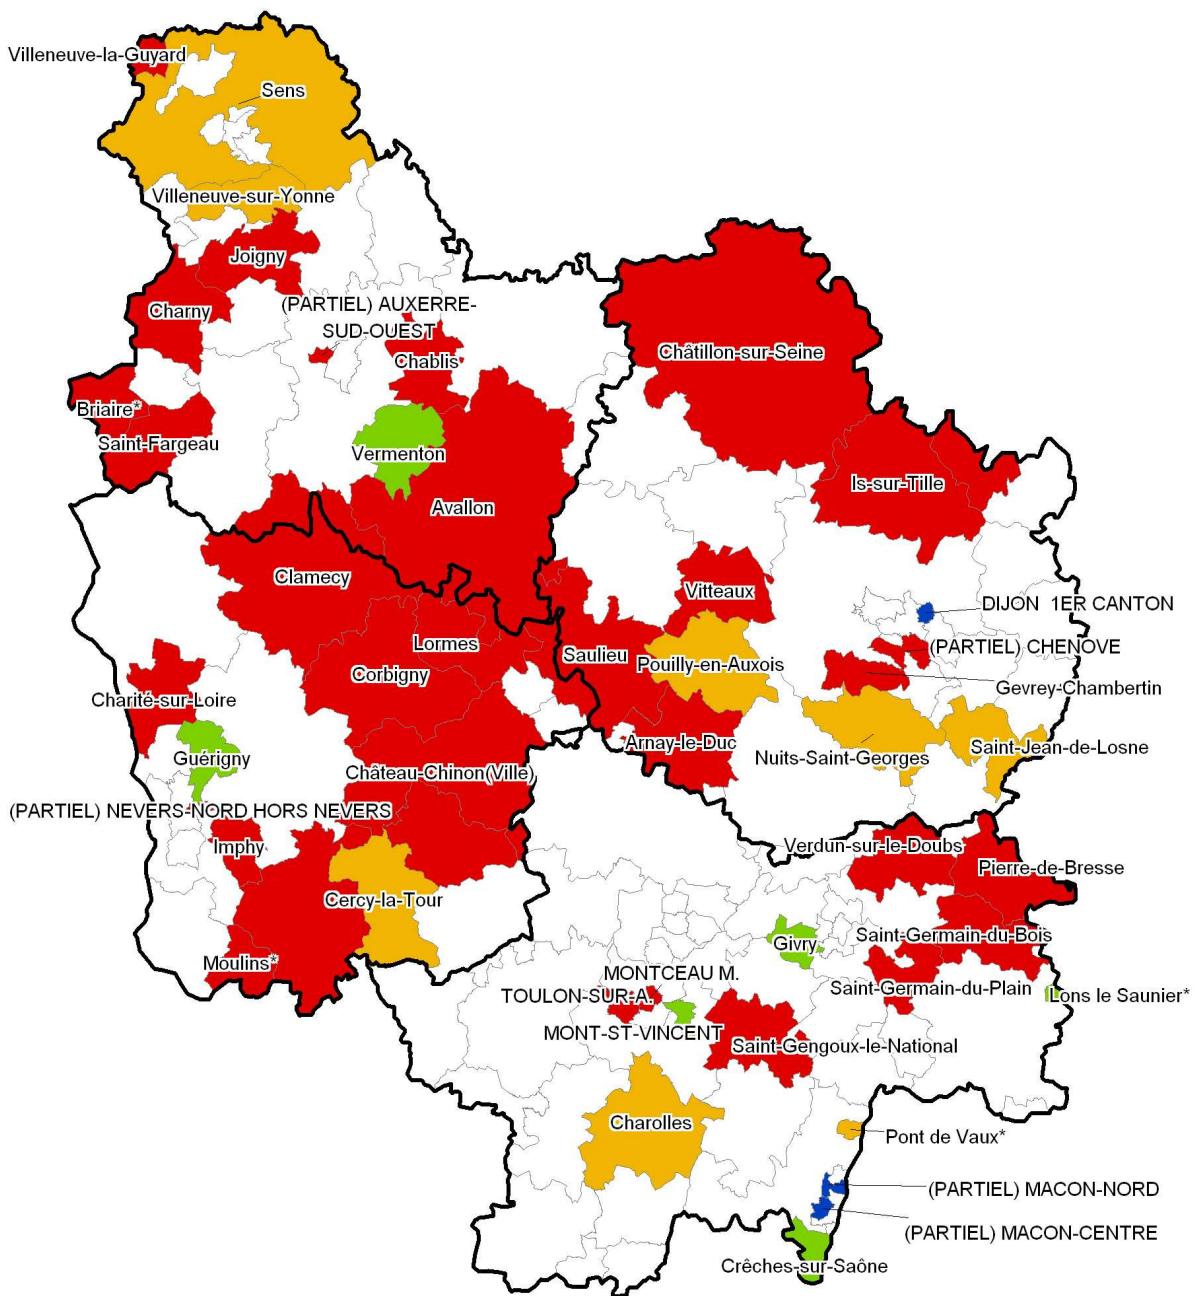 Villeneuve-la-Guyard
Sens
Villeneuve-sur-Yonne
Joigny
(PARTIEL) AUXERRE-
SUD-OUEST
Charny
Chablis
Châtillon-sur-Seine
Briaire*
Saint-Fargeau
Vermenton
Is-sur-Tille
Avallon
Clamecy
Vitteaux
DIJON 1ER CANTON
Lormes
(PARTIEL) CHENOVE
Saulieu
Pouilly-en-Auxois
Corbigny
Gevrey-Chambertin
Charité-sur-Loire
Arnay-le-Duc
Saint-Jean-de-Losne
Nuits-Saint-Georges
Guérigny
Château-Chinon(Ville)
(PARTIEL) NEVERS-NORD HORS NEVERS
Imphy
Verdun-sur-le-Doubs
Pierre-de-Bresse
Cercy-la-Tour
Givry
Saint-Germain-du-Bois
Moulins*
MONTCEAU M.
Saint-Germain-du-Plain
Lons le Saunier*
TOULON-SUR-A.
MONT-ST-VINCENT
Saint-Gengoux-le-National
Charolles
Pont de Vaux*
(PARTIEL) MACON-NORD
(PARTIEL) MACON-CENTRE
Crêches-sur-Saône